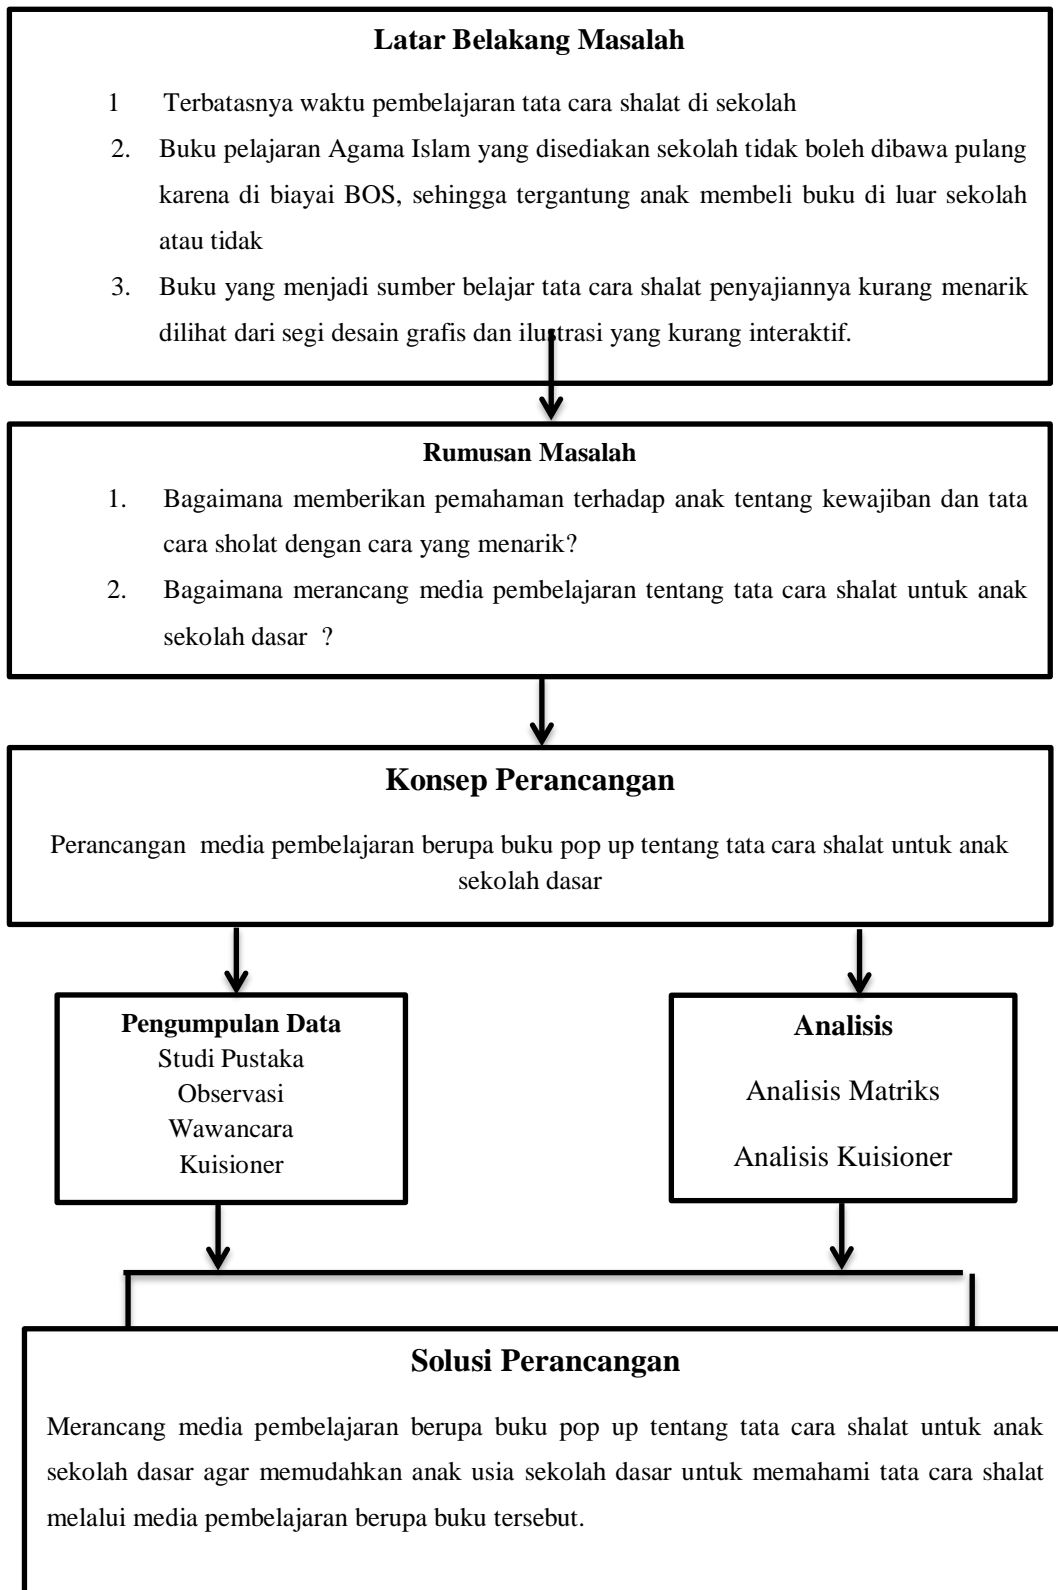 Latar Belakang Masalah
1 Terbatasnya waktu pembelajaran tata cara shalat di sekolah
2. Buku pelajaran Agama Islam yang disediakan sekolah tidak boleh dibawa pulang
karena di biayai BOS, sehingga tergantung anak membeli buku di luar sekolah
atau tidak
3. Buku yang menjadi sumber belajar tata cara shalat penyajiannya kurang menarik
dilihat dari segi desain grafis dan ilustrasi yang kurang interaktif.
Rumusan Masalah
1. Bagaimana memberikan pemahaman terhadap anak tentang kewajiban dan tata
cara sholat dengan cara yang menarik?
2. Bagaimana merancang media pembelajaran tentang tata cara shalat untuk anak
sekolah dasar ?
Konsep Perancangan
Perancangan media pembelajaran berupa buku pop up tentang tata cara shalat untuk anak
sekolah dasar
Pengumpulan Data
Studi Pustaka
Observasi
Wawancara
Kuisioner
Analisis
Analisis Matriks
Analisis Kuisioner
Solusi Perancangan
Merancang media pembelajaran berupa buku pop up tentang tata cara shalat untuk anak
sekolah dasar agar memudahkan anak usia sekolah dasar untuk memahami tata cara shalat
melalui media pembelajaran berupa buku tersebut.